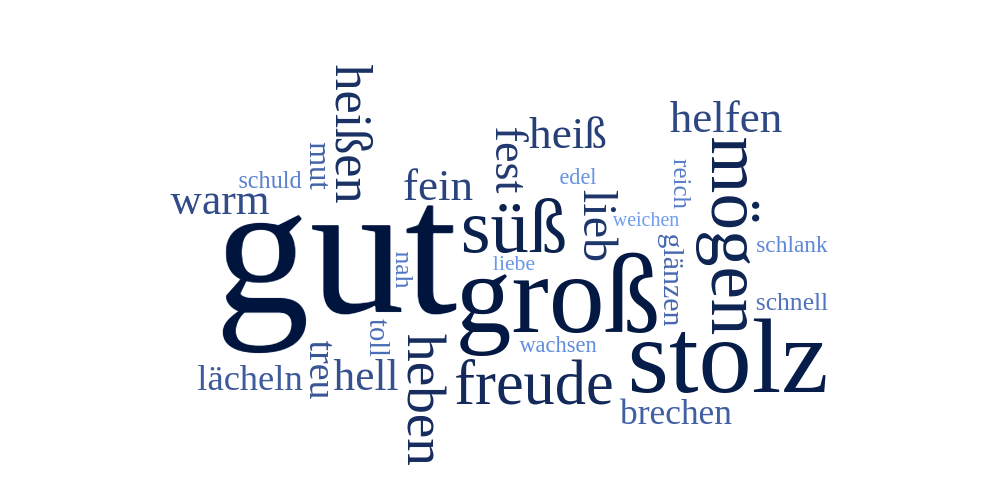 heißen
helfen
heiß
fest
mut
schuld
warm
fein
edel
reich
mögen
lieb
süß
weichen
gut
nah
liebe
groß
glänzen
schlank
schnell
toll
treu
lächeln
hell
heben
wachsen
freude
stolz
brechen